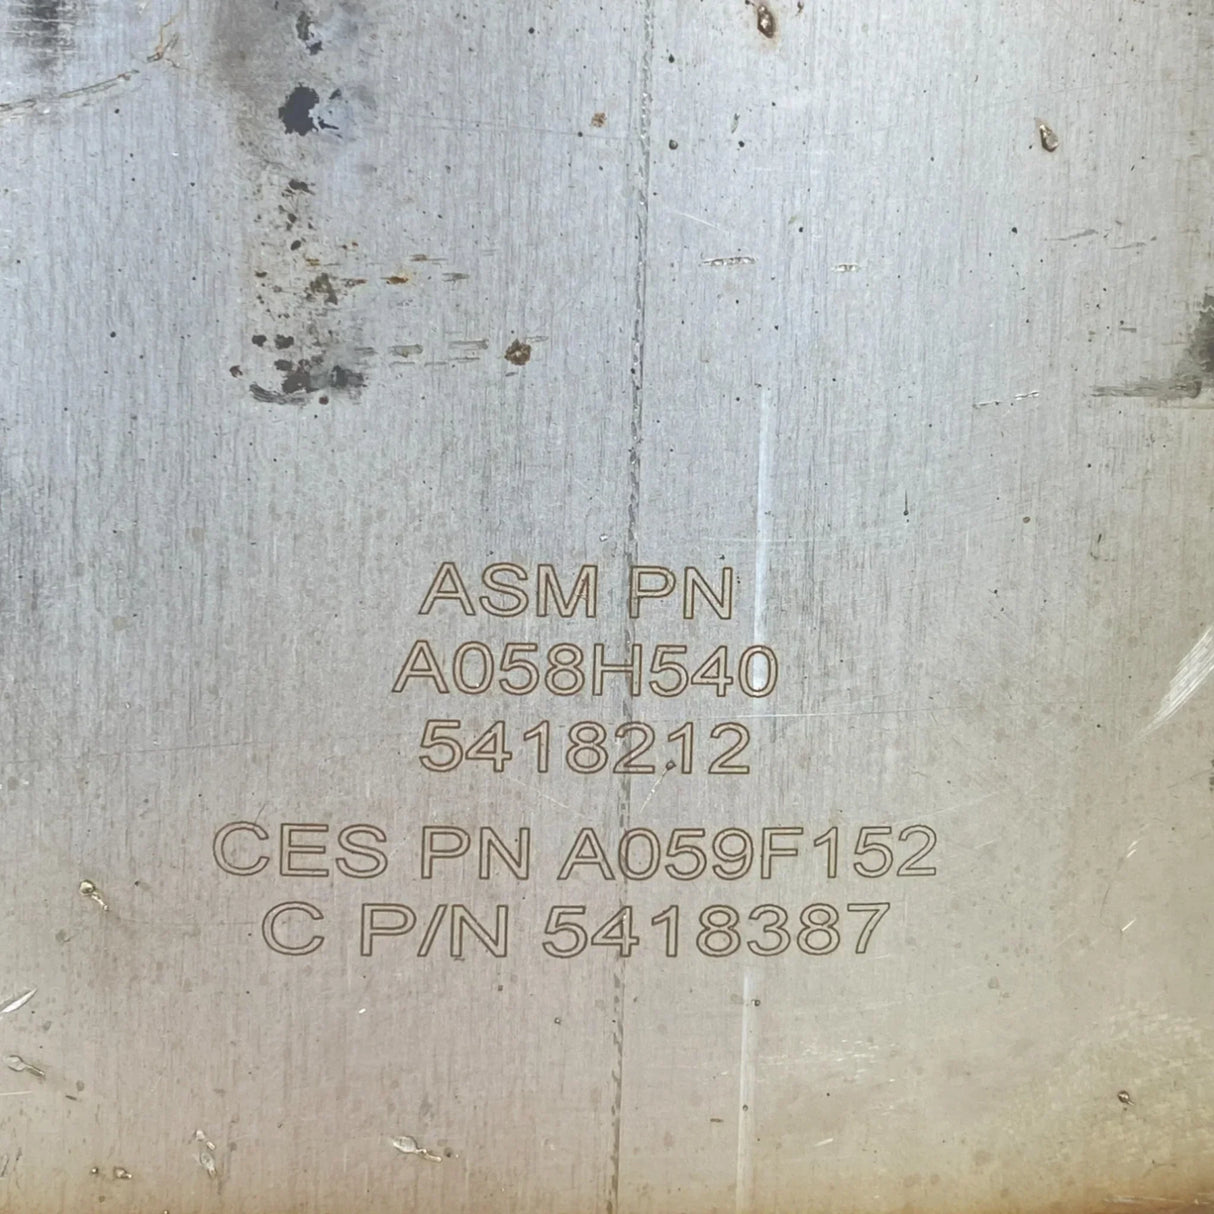 ASM PN
A058H540
5418212
CES PN A059F152
C P/N 5418387